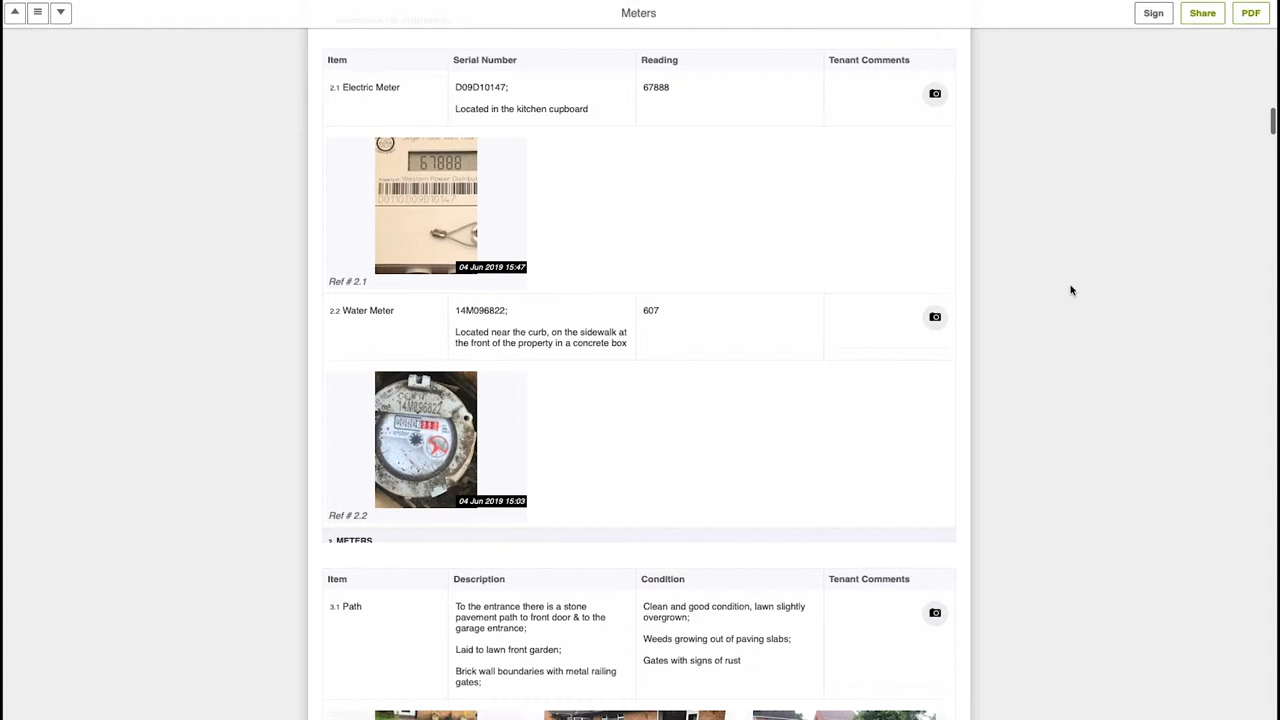 Meters
Sign
Share
PDF
Item
Serial Number
Reading
Tenant Comments
2.1 Electric Meter
D09D10147;
67888
Located in the kitchen cupboard
67888
Western Power Distribut
D0110D09D10147
04 Jun 2019 15:47
Ref # 2.1
2.2 Water Meter
14M096822;
607
Located near the curb, on the sidewalk at
the front of the property in a concrete box
14M096822
04 Jun 2019 15:03
Ref # 2.2
2. METERS
Item
Description
Condition
Tenant Comments
3.1 Path
To the entrance there is a stone
pavement path to front door & to the
garage entrance;
Laid to lawn front garden;
Brick wall boundaries with metal railing
gates;
Clean and good condition, lawn slightly
overgrown;
Weeds growing out of paving slabs;
Gates with signs of rust